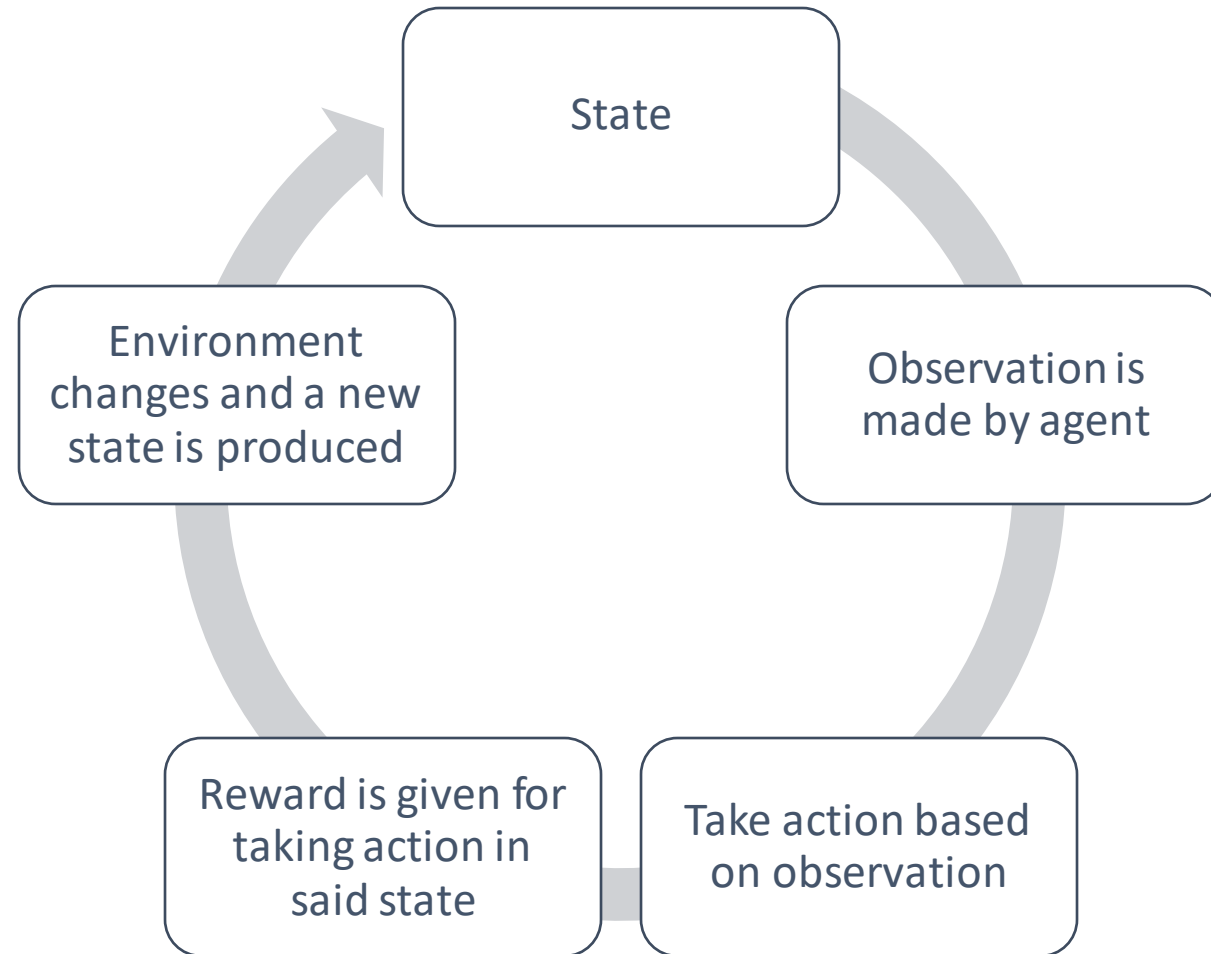 State
Observation is
made by agent
Take action based
on observation
Reward is given for
taking action in
said state
Environment
changes and a new
state is produced